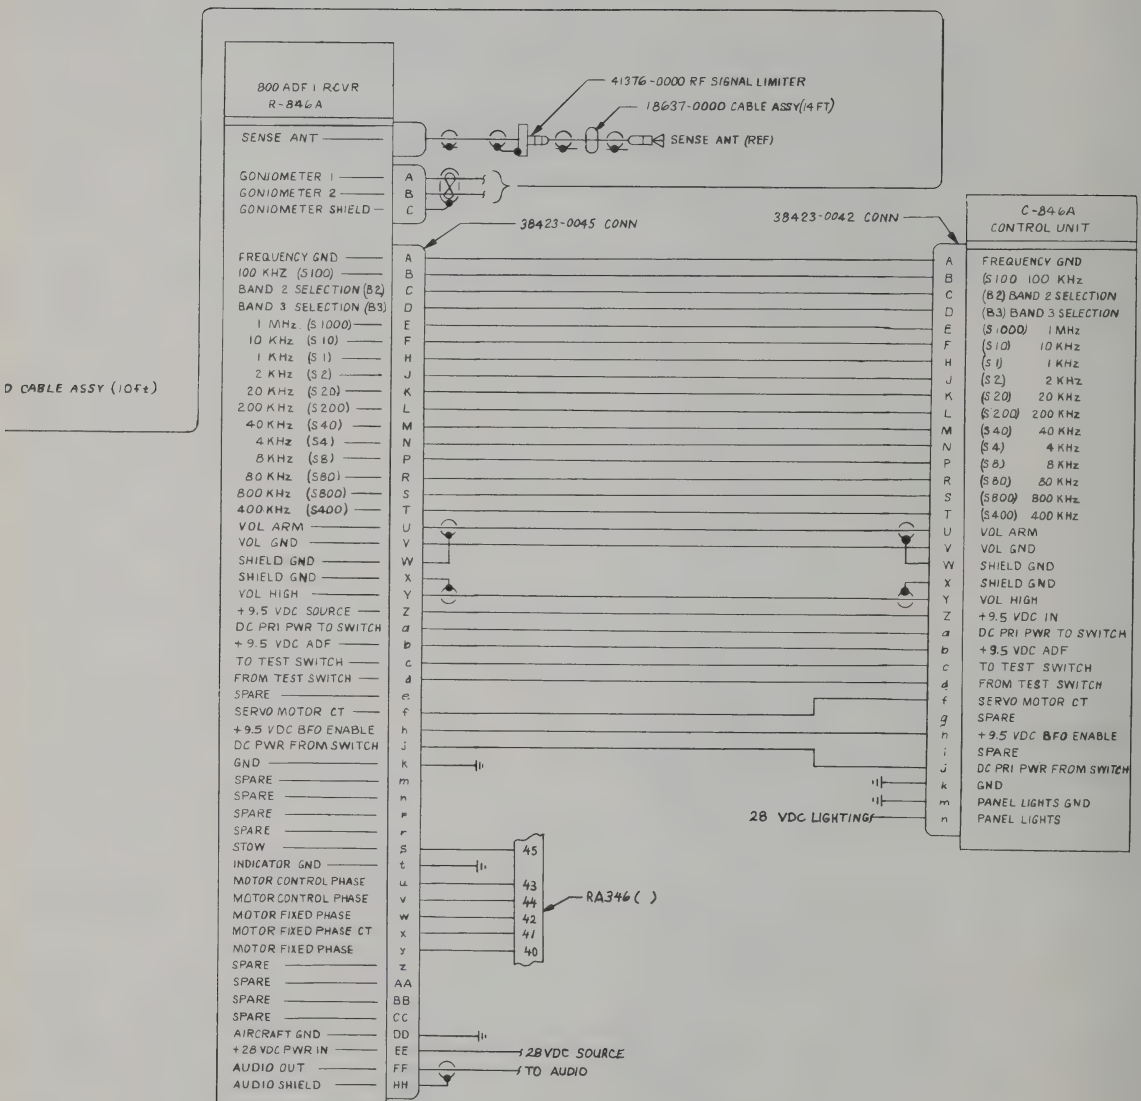 800 ADF 1 RCVR
R-846A
41376-0000 RF SIGNAL LIMITER
18637-0000 CABLE ASSY(14 FT)
SENSE ANT
SENSE ANT (REF)
GONIOMETER 1 A
GONIOMETER 2 B
GONIOMETER SHIELD C
38423-0045 CONN
38423-0042 CONN
C-846A
CONTROL UNIT
FREQUENCY GND A
100 KHZ (S100) B
BAND 2 SELECTION (B2) C
BAND 3 SELECTION (B3) D
1 MHz. (S1000) E
10 KHz (S10) F
1 KHz (S1) H
2 KHz (S2) J
20 KHz (S20) K
200 KHz (S200) L
40 KHz (S40) M
4 KHz (S4) N
8 KHz (S8) P
80 KHz (S80) R
800 KHz (S800) S
400 KHz (S400) T
VOL ARM U
VOL GND V
SHIELD GND W
SHIELD GND X
VOL HIGH Y
+9.5 VDC SOURCE Z
DC PRI PWR TO SWITCH a
+9.5 VDC ADF b
TO TEST SWITCH c
FROM TEST SWITCH d
SPARE e
SERVO MOTOR CT f
+9.5 VDC BFO ENABLE h
DC PWR FROM SWITCH j
GND k
SPARE m
SPARE n
SPARE p
SPARE r
STOW s
INDICATOR GND t
MOTOR CONTROL PHASE u
MOTOR CONTROL PHASE v
MOTOR FIXED PHASE w
MOTOR FIXED PHASE CT x
MOTOR FIXED PHASE y
SPARE z
SPARE AA
SPARE BB
SPARE CC
AIRCRAFT GND DD
+28 VDC PWR IN EE
AUDIO OUT FF
AUDIO SHIELD HH
D CABLE ASSY (10ft)
A FREQUENCY GND
B (S100 100 KHz
C (B2) BAND 2 SELECTION
D (B3) BAND 3 SELECTION
E (S1000) 1 MHz
F (S10) 10 KHz
H (S1) 1 KHz
J (S2) 2 KHz
K (S20) 20 KHz
L (S200) 200 KHz
M (S40) 40 KHz
N (S4) 4 KHz
P (S8) 8 KHz
R (S80) 80 KHz
S (S800) 800 KHz
T (S400) 400 KHz
U VOL ARM
V VOL GND
W SHIELD GND
X SHIELD GND
Y VOL HIGH
Z +9.5 VDC IN
a DC PRI PWR TO SWITCH
b +9.5 VDC ADF
c TO TEST SWITCH
d FROM TEST SWITCH
f SERVO MOTOR CT
g SPARE
h +9.5 VDC BFO ENABLE
i SPARE
j DC PRI PWR FROM SWITCH
k GND
m PANEL LIGHTS GND
n PANEL LIGHTS
28 VDC LIGHTING
45
43
44
42
41
40
RA346 ( )
28VDC SOURCE
TO AUDIO